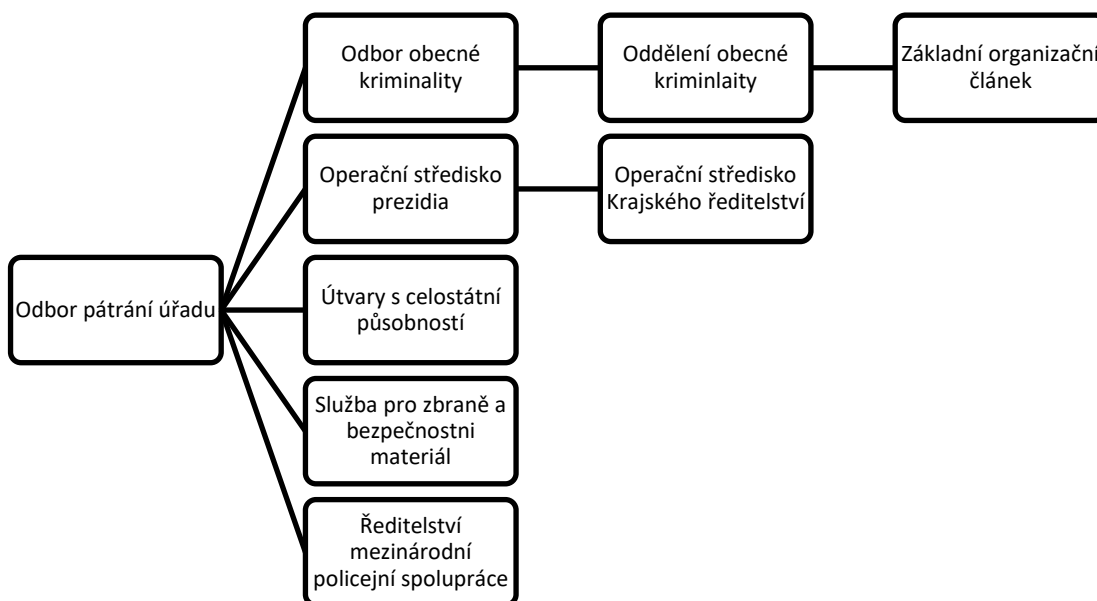 Odbor obecné
kriminality
Oddělení obecné
kriminlaity
Základní organizační
článek
Operační středisko
prezidia
Operační středisko
Krajského ředitelství
Odbor pátrání úřadu
Útvary s celostátní
působností
Služba pro zbraně a
bezpečnostni
materiál
Ředitelství
mezinárodní
policejní spolupráce